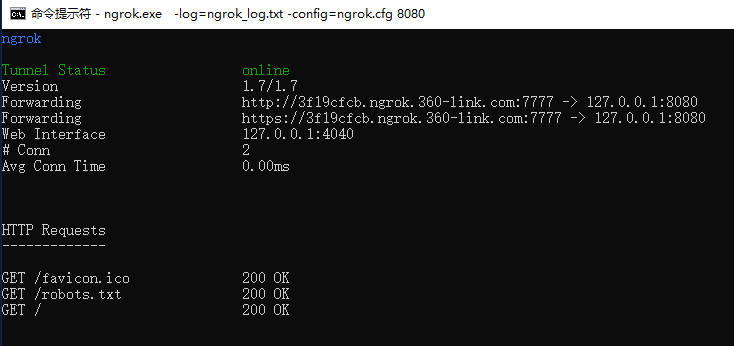 命令提示符 - ngrok.exe  -log=ngrok_log.txt -config=ngrok.cfg 8080
ngrok
Tunnel Status online
Version 1.7/1.7
Forwarding http://3f19cfcb.ngrok.360-link.com:7777 -> 127.0.0.1:8080
Forwarding https://3f19cfcb.ngrok.360-link.com:7777 -> 127.0.0.1:8080
Web Interface 127.0.0.1:4040
# Conn 2
Avg Conn Time 0.00ms
HTTP Requests
-------------
GET /favicon.ico 200 OK
GET /robots.txt 200 OK
GET / 200 OK